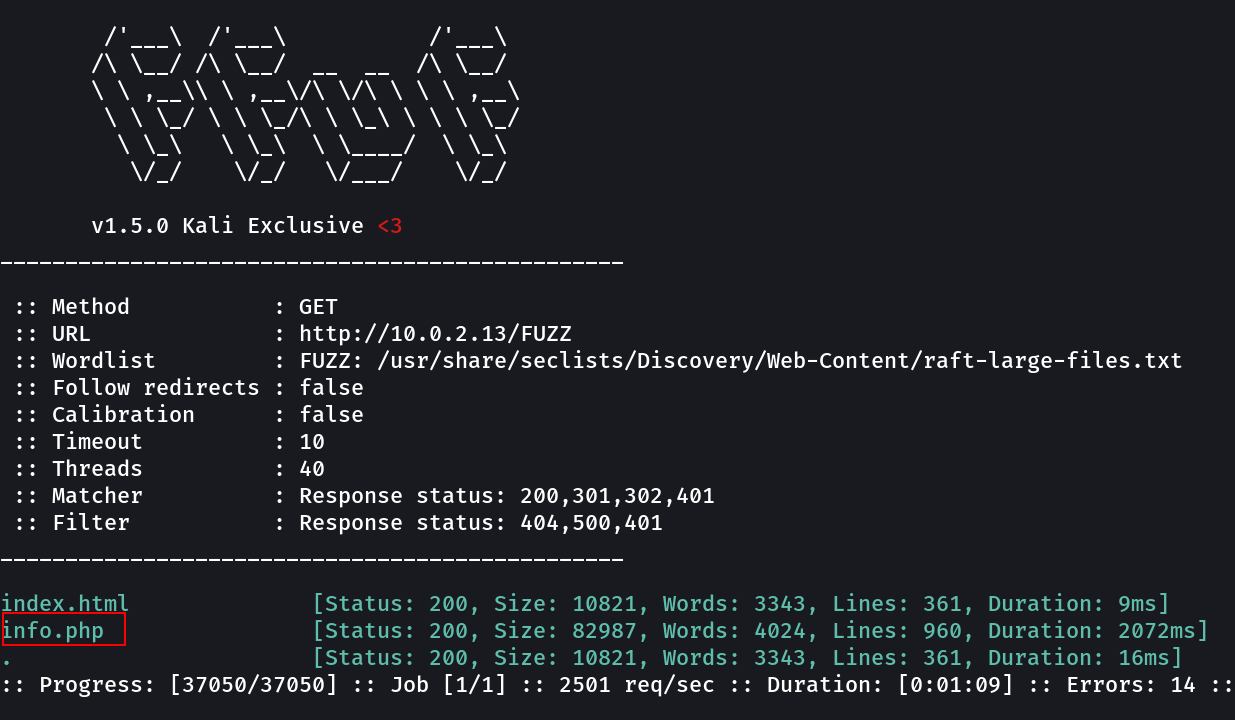 /'___\  /'___\           /'___\
       /\ \__/ /\ \__/  __  __  /\ \__/
       \ \ ,__\\ \ ,__\/\ \/\ \ \ \ ,__\
        \ \ \_/ \ \ \_/\ \ \_\ \ \ \ \_/
         \ \_\   \ \_\  \ \____/  \ \_\
          \/_/    \/_/   \/___/    \/_/
v1.5.0 Kali Exclusive <3
________________________________________________
:: Method           : GET
:: URL              : http://10.0.2.13/FUZZ
:: Wordlist         : FUZZ: /usr/share/seclists/Discovery/Web-Content/raft-large-files.txt
:: Follow redirects : false
:: Calibration      : false
:: Timeout          : 10
:: Threads          : 40
:: Matcher          : Response status: 200,301,302,401
:: Filter           : Response status: 404,500,401
________________________________________________
index.html              [Status: 200, Size: 10821, Words: 3343, Lines: 361, Duration: 9ms]
info.php                [Status: 200, Size: 82987, Words: 4024, Lines: 960, Duration: 2072ms]
.                       [Status: 200, Size: 10821, Words: 3343, Lines: 361, Duration: 16ms]
:: Progress: [37050/37050] :: Job [1/1] :: 2501 req/sec :: Duration: [0:01:09] :: Errors: 14 ::